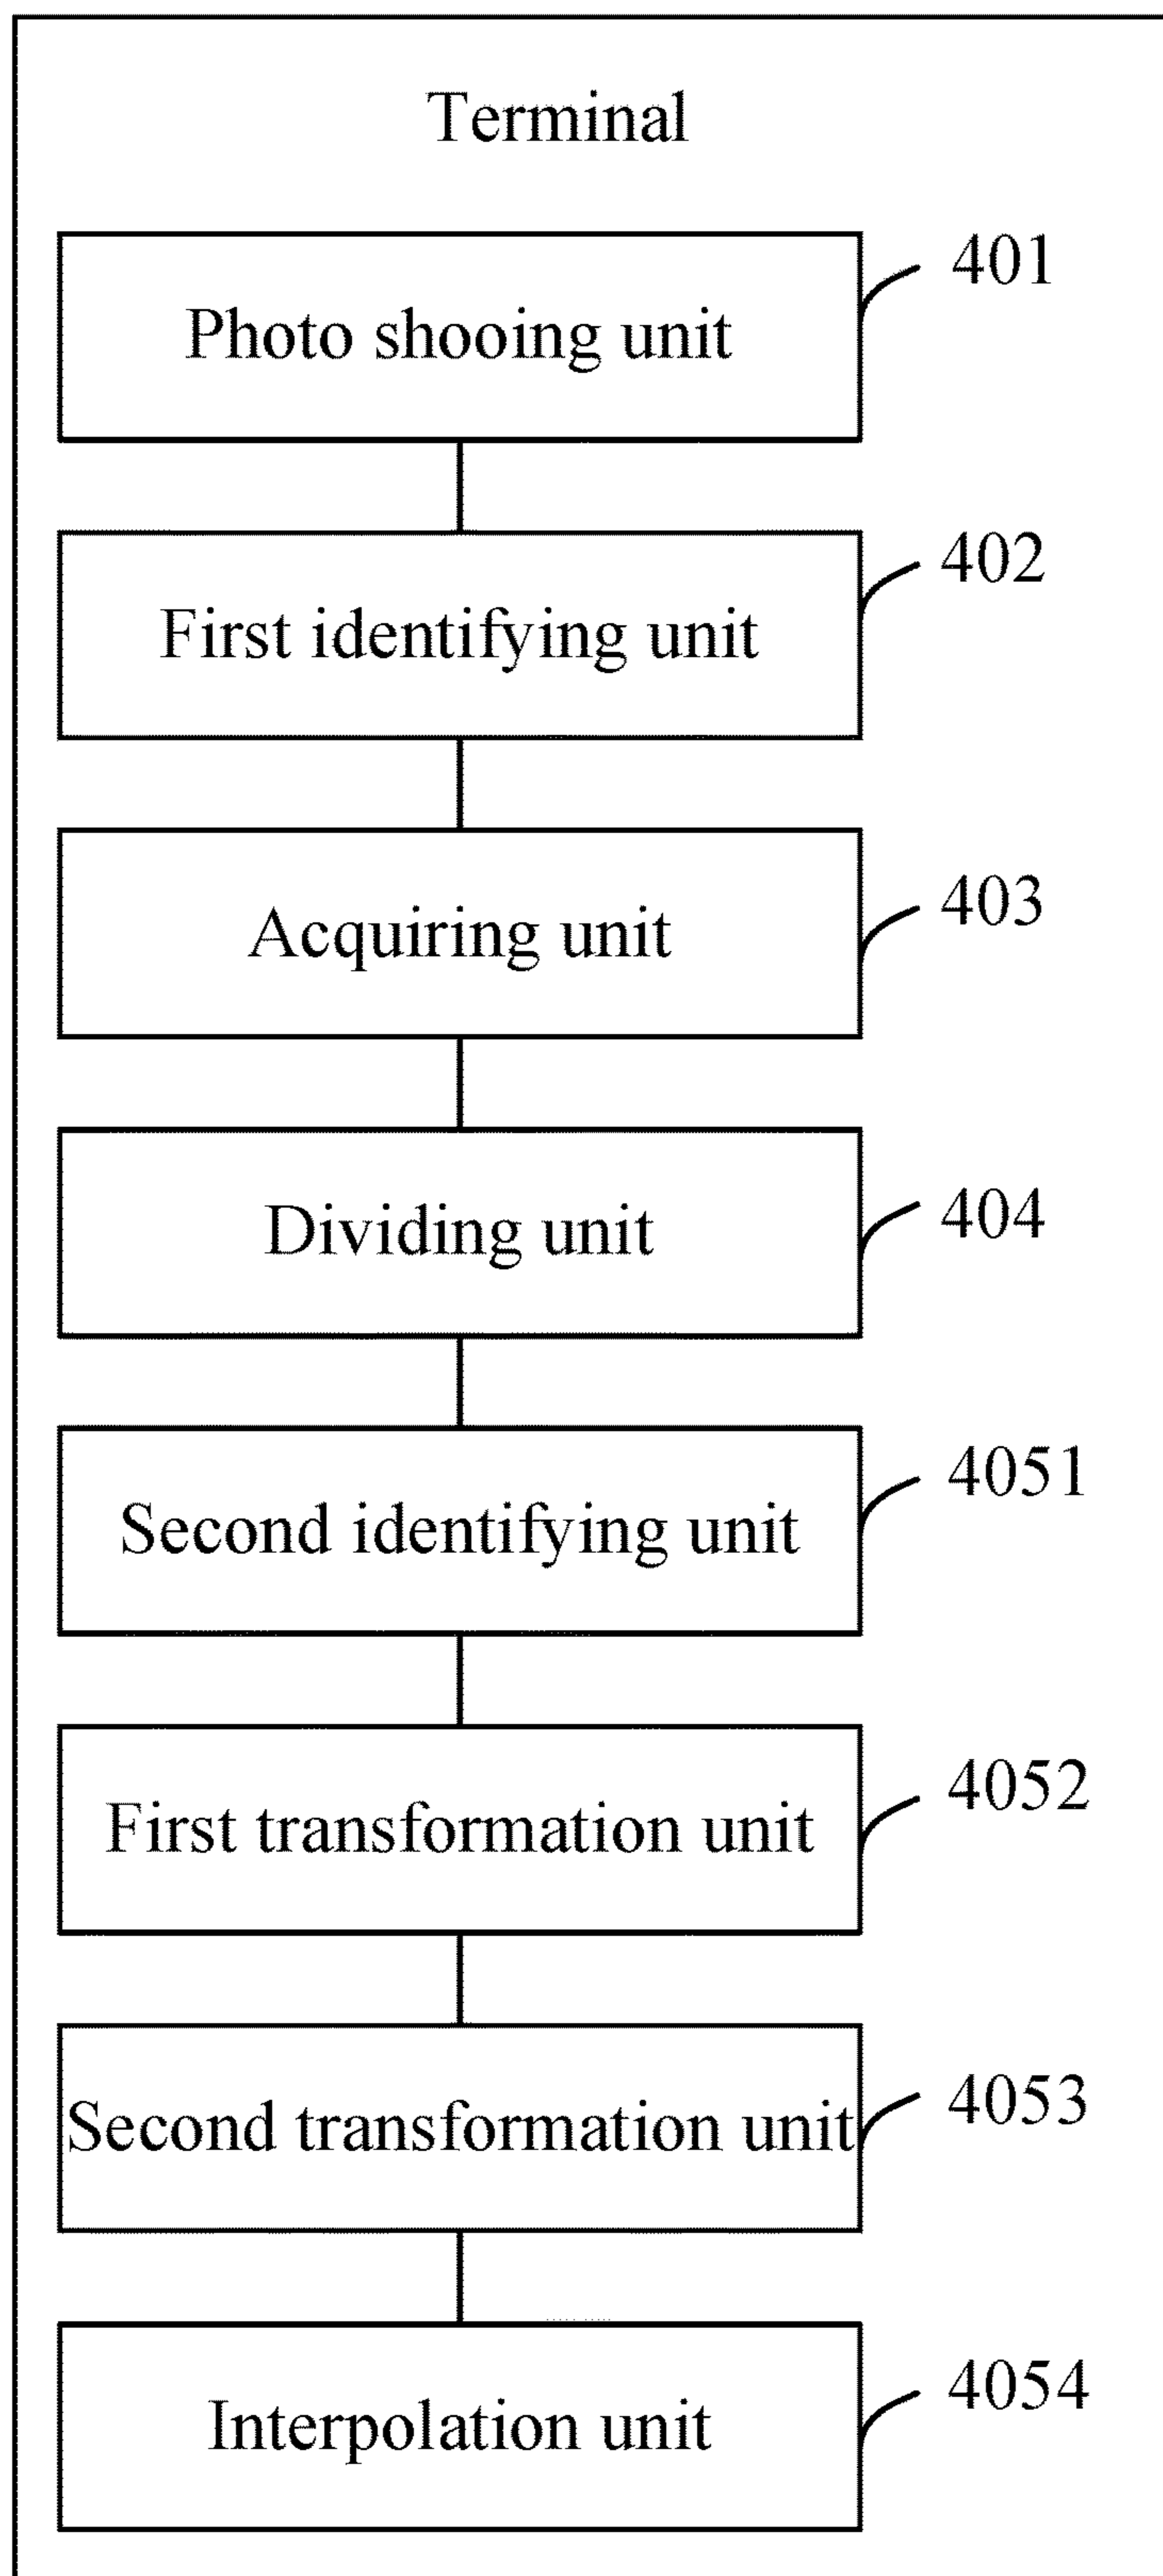 Terminal
Photo shooing unit
401
First identifying unit
402
Acquiring unit
403
Dividing unit
404
Second identifying unit
4051
First transformation unit
4052
Second transformation unit
4053
Interpolation unit
4054